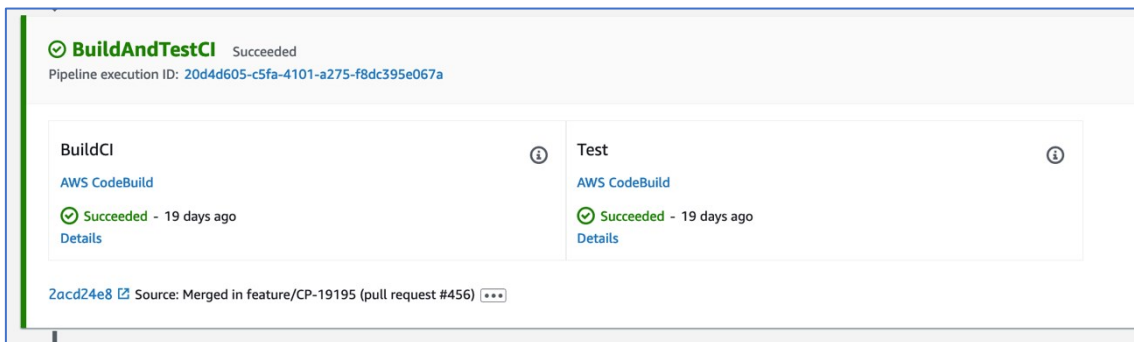 BuildAndTestCI Succeeded
Pipeline execution ID: 20d4d605-c5fa-4101-a275-f8dc395e067a
BuildCI
AWS CodeBuild
Succeeded - 19 days ago
Details
Test
AWS CodeBuild
Succeeded - 19 days ago
Details
2acd24e8 Source: Merged in feature/CP-19195 (pull request #456)